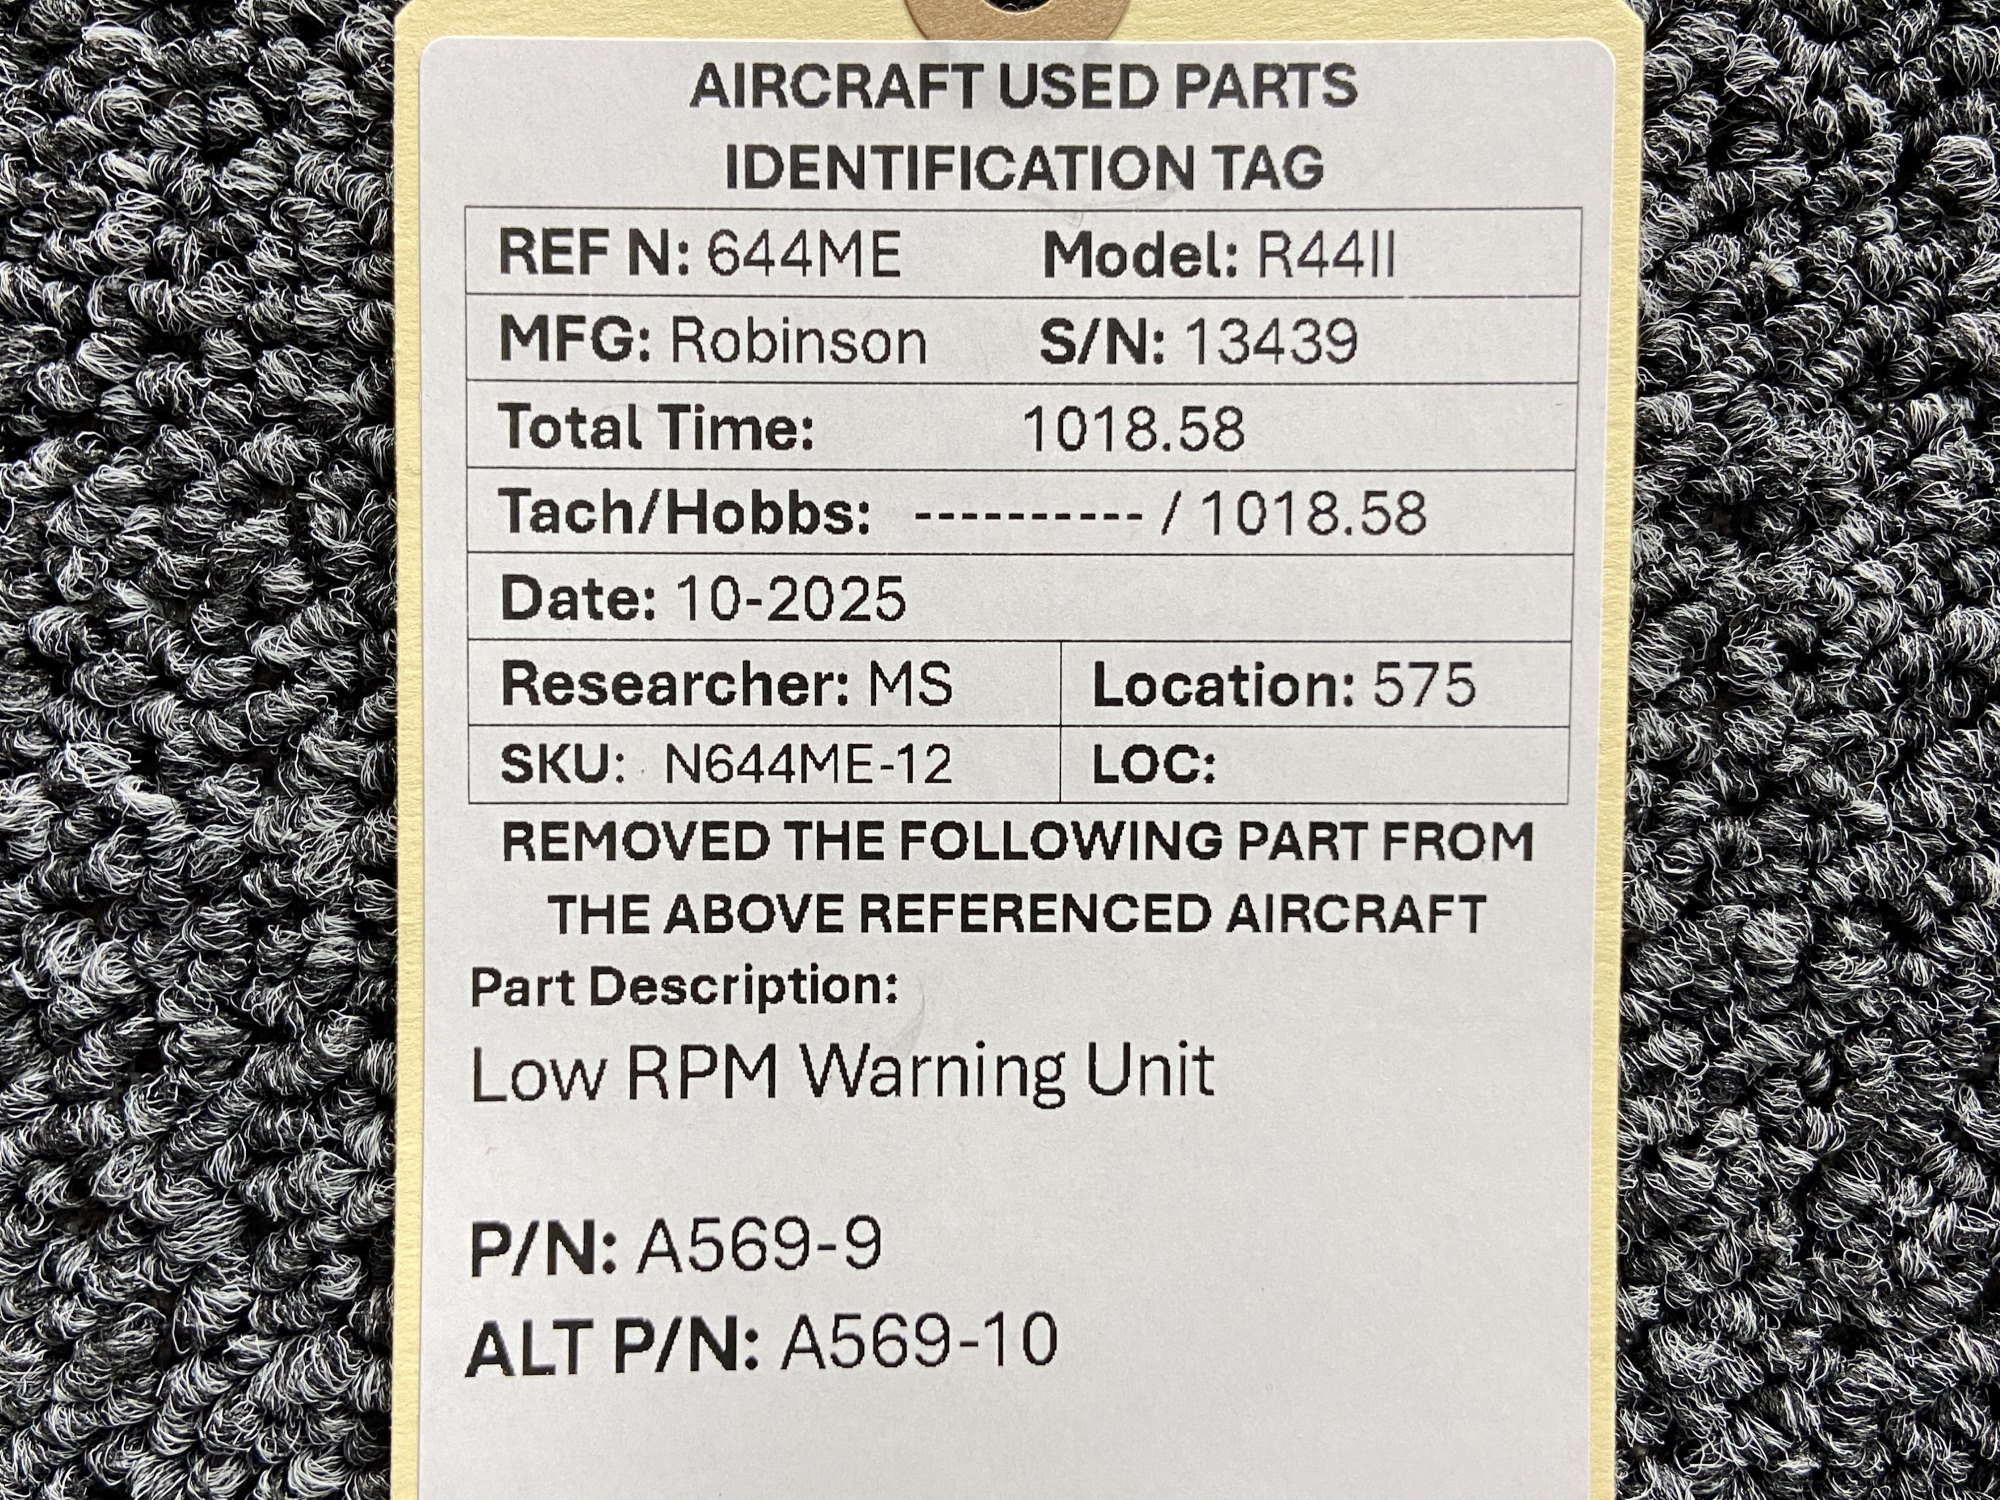 AIRCRAFT USED PARTS
IDENTIFICATION TAG
REF N: 644ME Model: R44II
MFG: Robinson S/N: 13439
Total Time: 1018.58
Tach/Hobbs: ---------- / 1018.58
Date: 10-2025
Researcher: MS Location: 575
SKU: N644ME-12 LOC:
REMOVED THE FOLLOWING PART FROM
THE ABOVE REFERENCED AIRCRAFT
Part Description:
Low RPM Warning Unit
P/N: A569-9
ALT P/N: A569-10